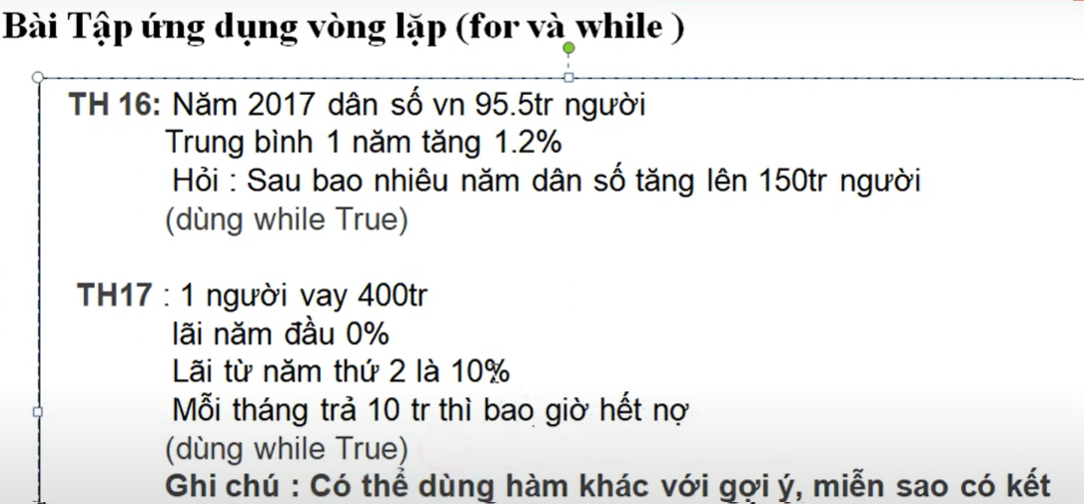 Bài Tập ứng dụng vòng lặp (for và while )
TH 16: Năm 2017 dân số vn 95.5tr người
Trung bình 1 năm tăng 1.2%
Hỏi : Sau bao nhiêu năm dân số tăng lên 150tr người
(dùng while True)
TH17 : 1 người vay 400tr
lãi năm đầu 0%
Lãi từ năm thứ 2 là 10%
Mỗi tháng trả 10 tr thì bao giờ hết nợ
(dùng while True)
Ghi chú : Có thể dùng hàm khác với gợi ý, miễn sao có kết